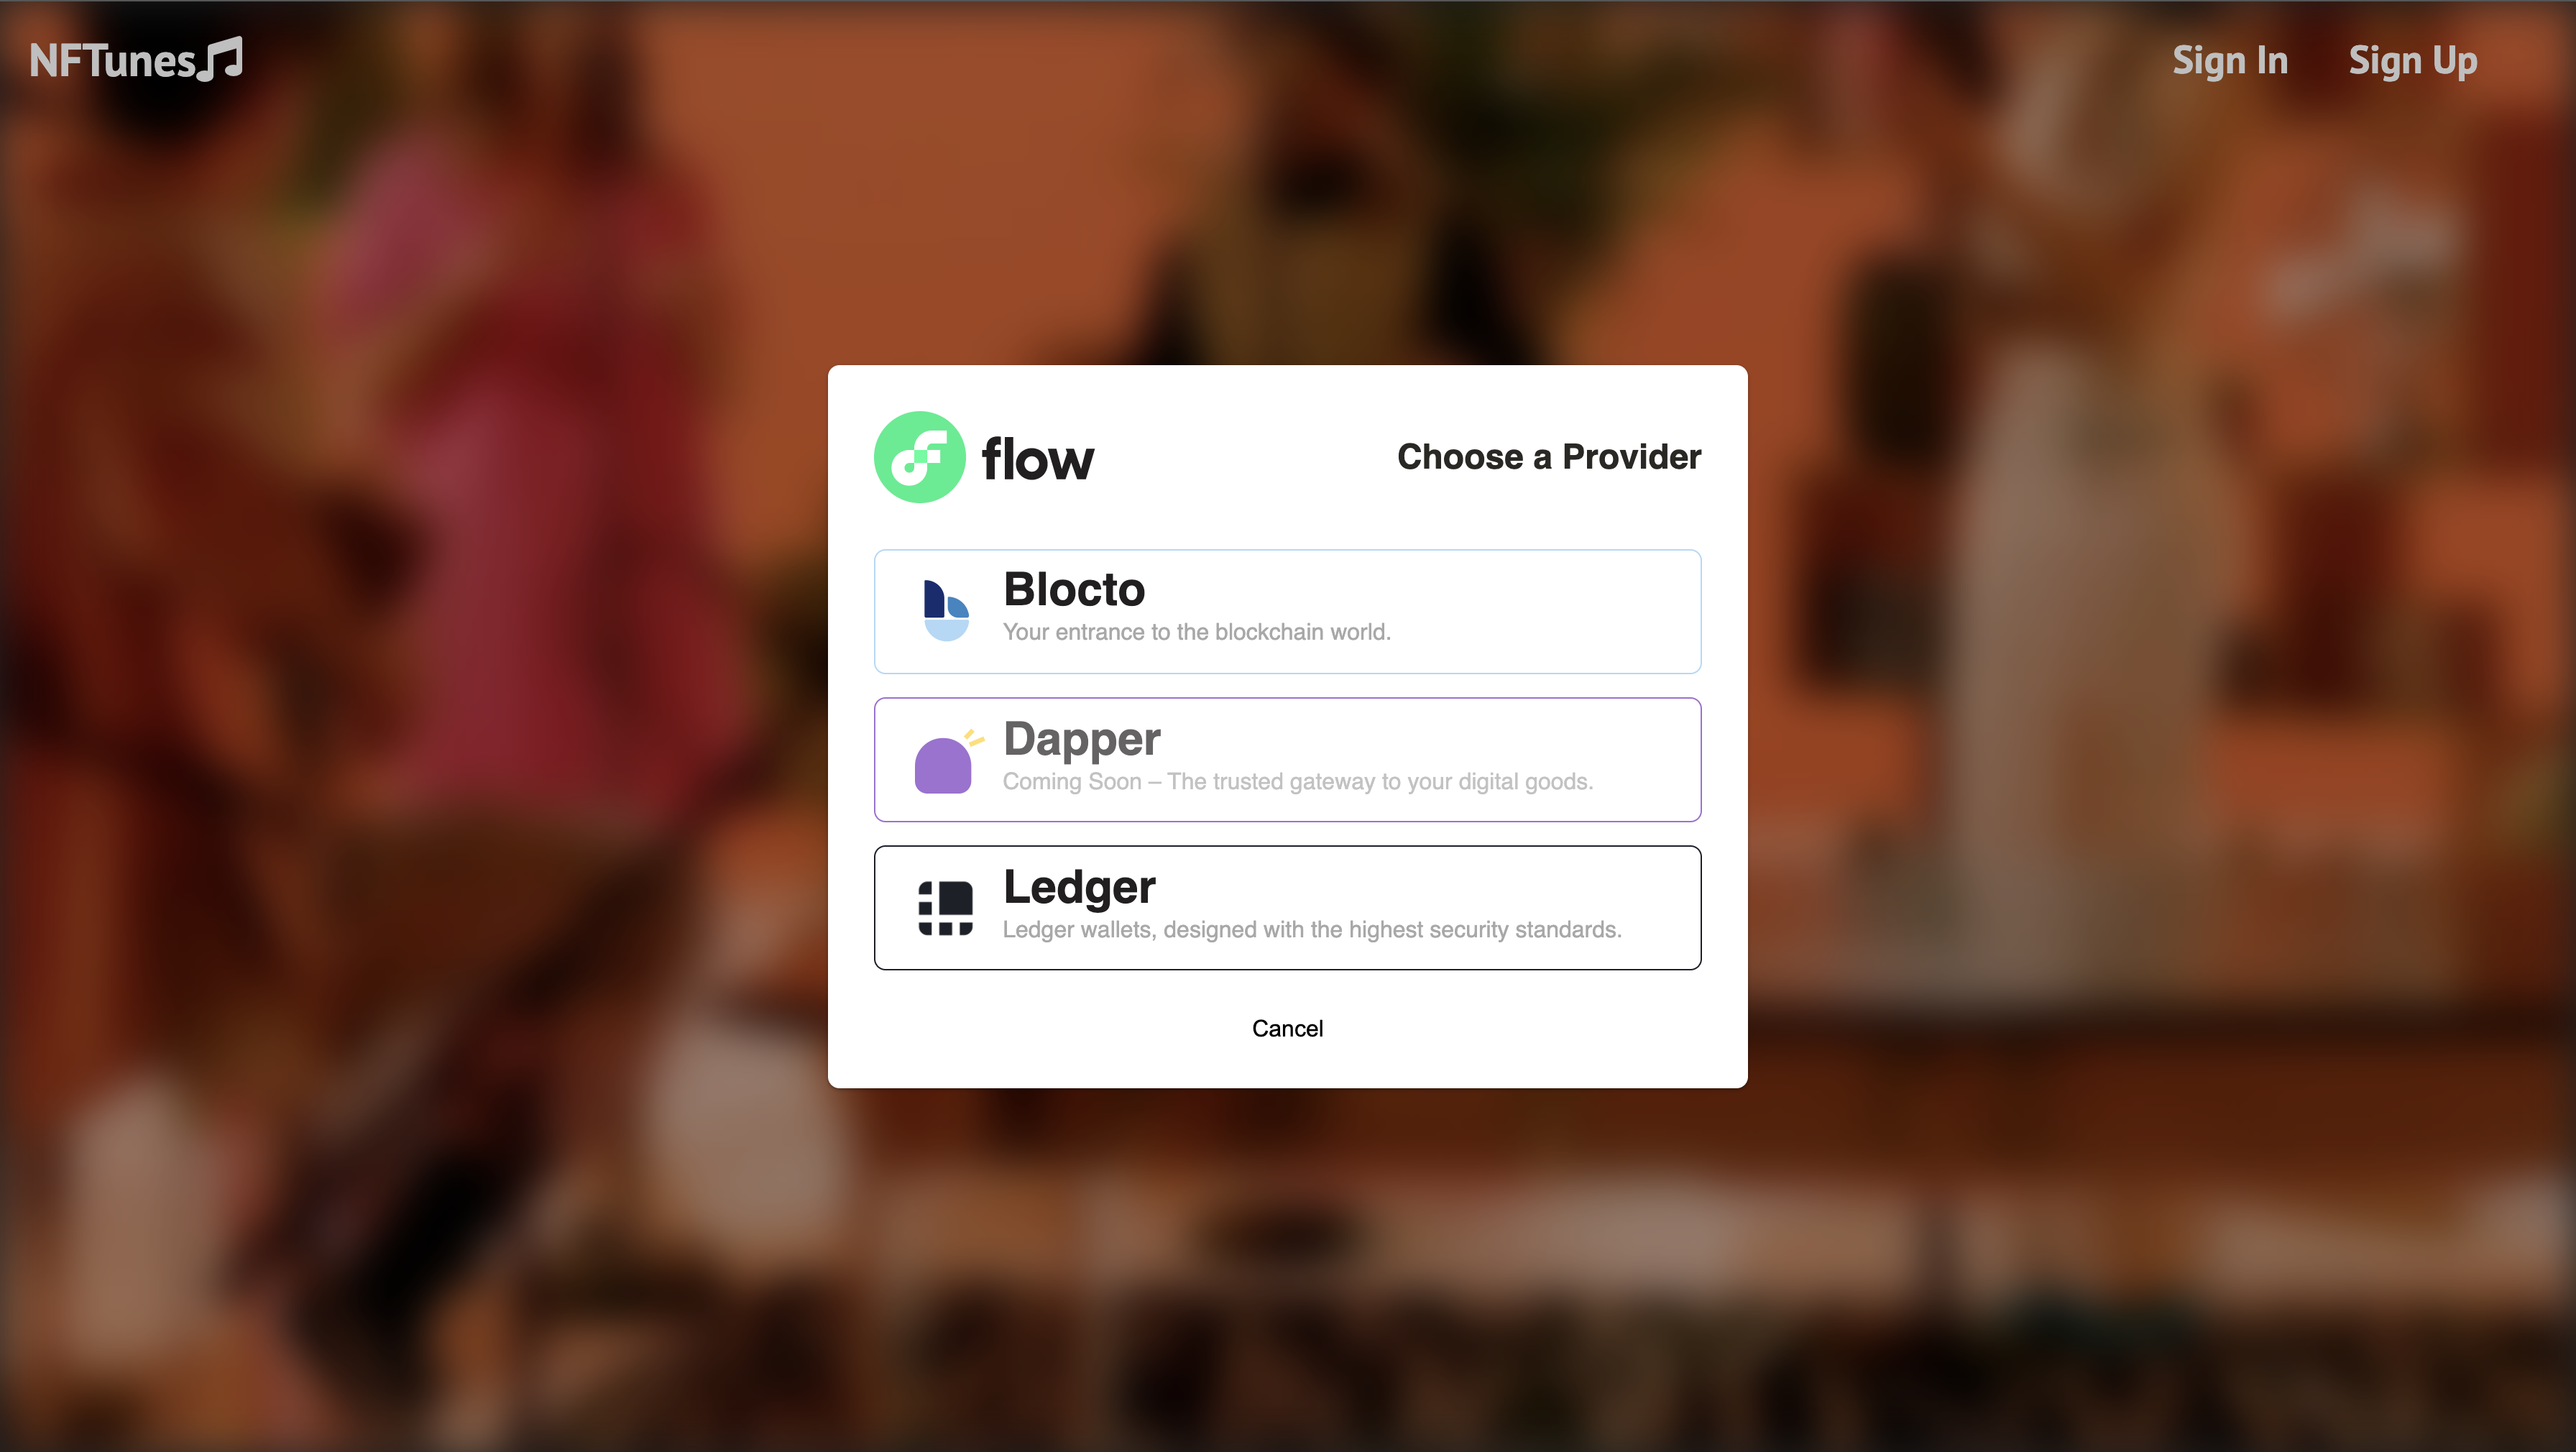 NFTunes
Sign In
Sign Up
flow
Choose a Provider
Blocto
Your entrance to the blockchain world.
Dapper
Coming Soon – The trusted gateway to your digital goods.
Ledger
Ledger wallets, designed with the highest security standards.
Cancel